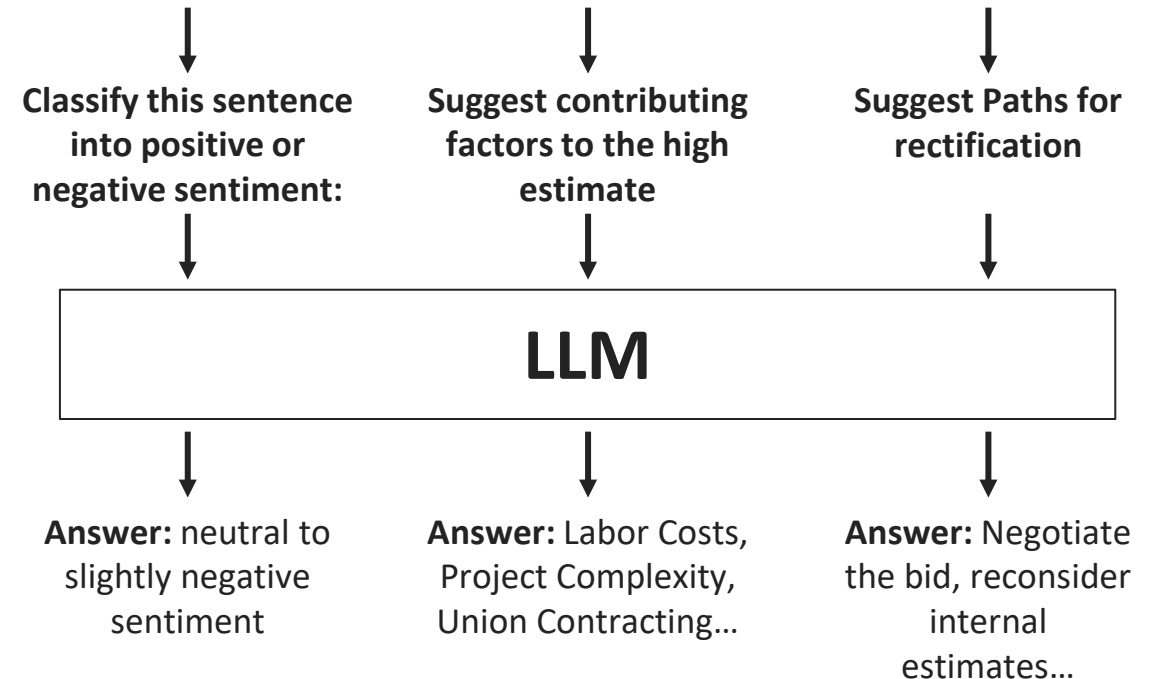 Classify this sentence
into positive or
negative sentiment:
Suggest contributing
factors to the high
estimate
Suggest Paths for
rectification
LLM
Answer: neutral to
slightly negative
sentiment
Answer: Labor Costs,
Project Complexity,
Union Contracting…
Answer: Negotiate
the bid, reconsider
internal
estimates…